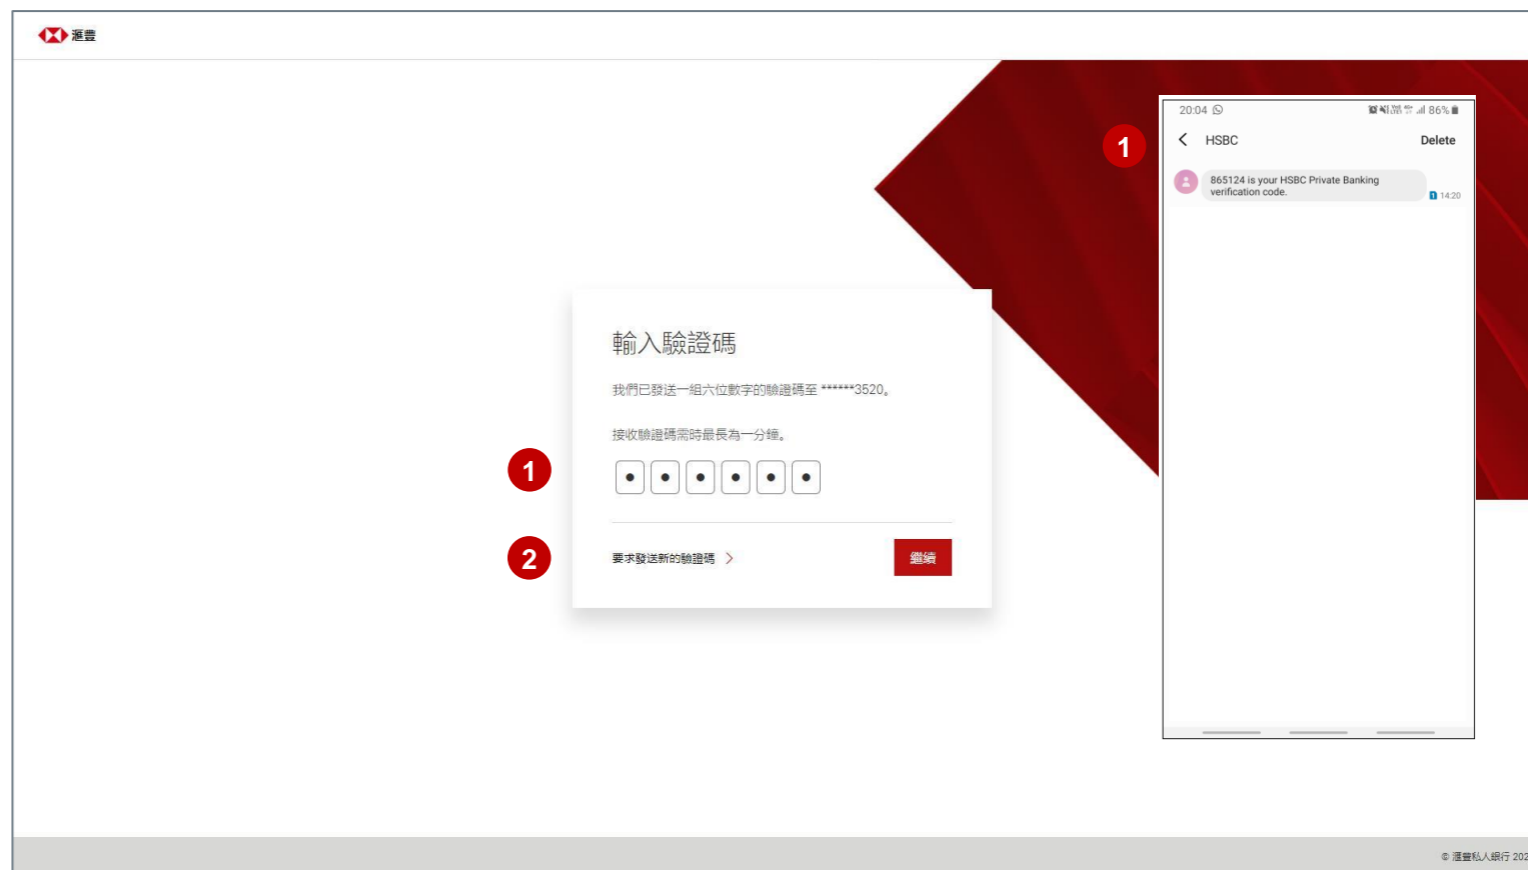 滙豐
輸入驗證碼
我們已發送一組六位數字的驗證碼至 ******3520。
接收驗證碼需時最長為一分鐘。
1
2
要求發送新的驗證碼
繼續
1
20:04
86%
HSBC
Delete
865124 is your HSBC Private Banking
verification code.
14:20
© 滙豐私人銀行 202